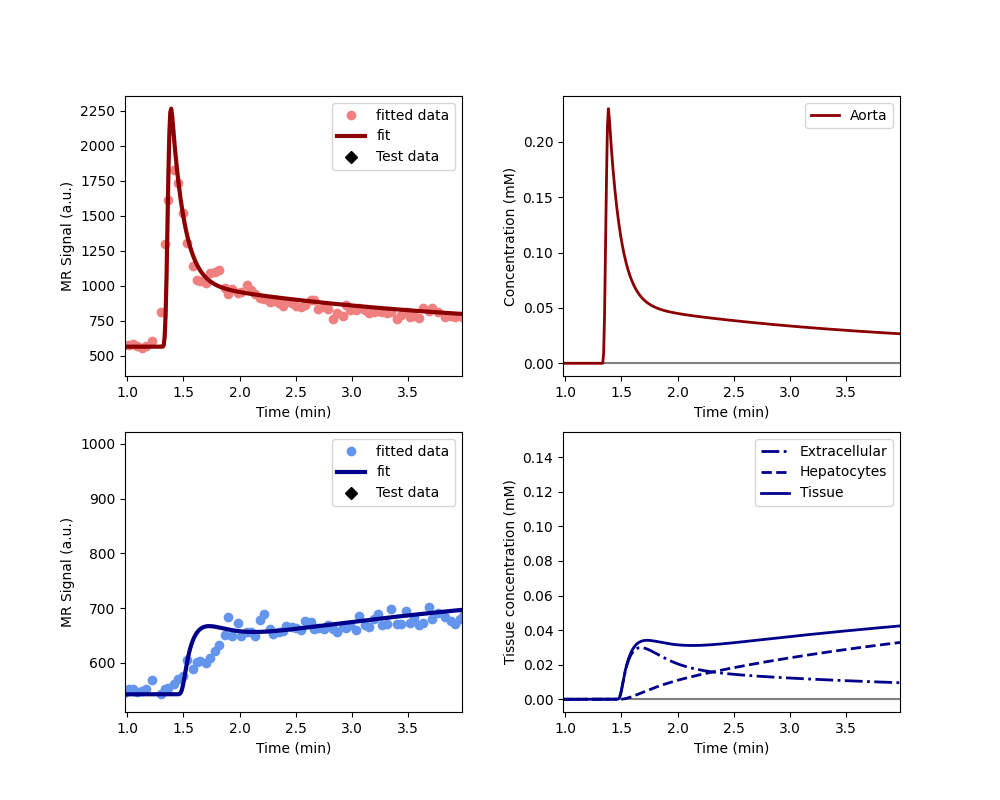 2250
2000
1750
1500
1250
1000
750
500
MR Signal (a.u.)
fitted data
fit
Test data
1.0 1.5 2.0 2.5 3.0 3.5
Time (min)
0.20
0.15
0.10
0.05
0.00
Concentration (mM)
Aorta
1.0 1.5 2.0 2.5 3.0 3.5
Time (min)
1000
900
800
700
600
MR Signal (a.u.)
fitted data
fit
Test data
1.0 1.5 2.0 2.5 3.0 3.5
Time (min)
0.14
0.12
0.10
0.08
0.06
0.04
0.02
0.00
Tissue concentration (mM)
Extracellular
Hepatocytes
Tissue
1.0 1.5 2.0 2.5 3.0 3.5
Time (min)